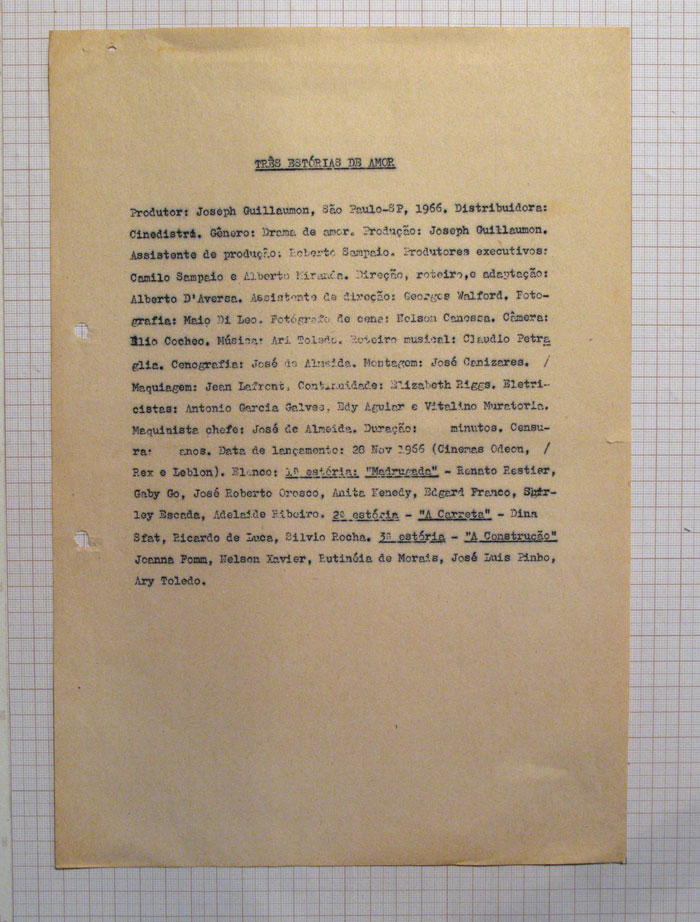 TRÊS ESTÓRIAS DE AMOR
Produtor: Joseph Guillaumon, São Paulo-SP, 1966. Distribuidora:
Cinedistri. Gênero: Drama de amor. Produção: Joseph Guillaumon.
Assistente de produção: Roberto Sampaio. Produtores executivos:
Camilo Sampaio e Alberto Miranda. Direção, roteiro,e adaptação:
Alberto D'Aversa. Assistente de direção: Georges Walford. Foto-
grafia: Maio Di Leo. Fotógrafo de cena: Nelson Canossa. Câmera:
Ílio Cocheo. Música: Ari Toledo. Roteiro musical: Claudio Petra
glia. Cenografia: José de Almeida. Montagem: José Canizares. /
Maquiagem: Jean Lafront, Continuidade: Elizabeth Riggs. Eletri-
cistas: Antonio Garcia Galves, Edy Aguiar e Vitalino Muratoria.
Maquinista chefe: José de Almeida. Duração: minutos. Censu-
ra: anos. Data de lançamento: 28 Nov 1966 (Cinemas Odeon, /
Rex e Leblon). Elenco: 1ª estória: "Madrugada" - Renato Restier,
Gaby Go, José Roberto Orosco, Anita Kenedy, Edgard Franco, Shir-
ley Escada, Adelaide Ribeiro. 2ª estória - "A Carreta" - Dina
Sfat, Ricardo de Luca, Silvio Rocha. 3ª estória - "A Construção"
Joanna Fomm, Nelson Xavier, Rutinéia de Morais, José Luis Pinho,
Ary Toledo.